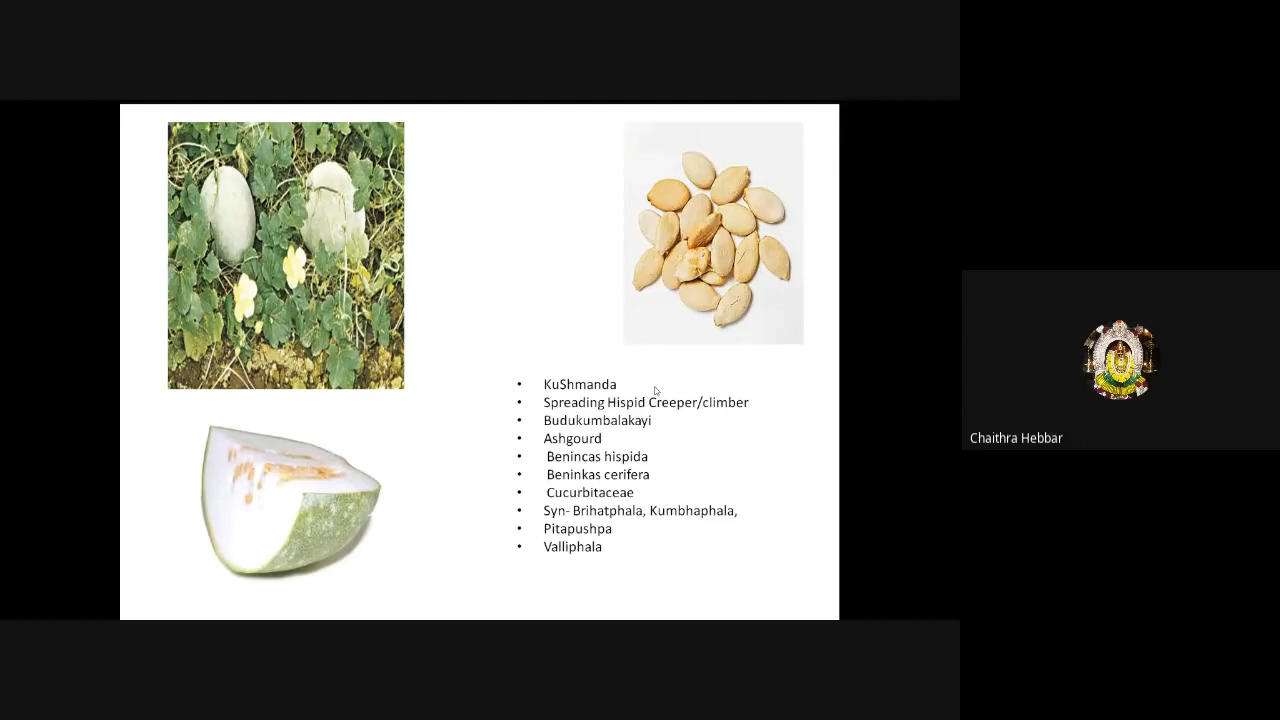 • KuShmanda
• Spreading Hispid Creeper/climber
• Budukumbalakayi
• Ashgourd
• Benincas hispida
• Beninkas cerifera
• Cucurbitaceae
• Syn- Brihatphala, Kumbhaphala,
• Pitapushpa
• Valliphala
Chaithra Hebbar